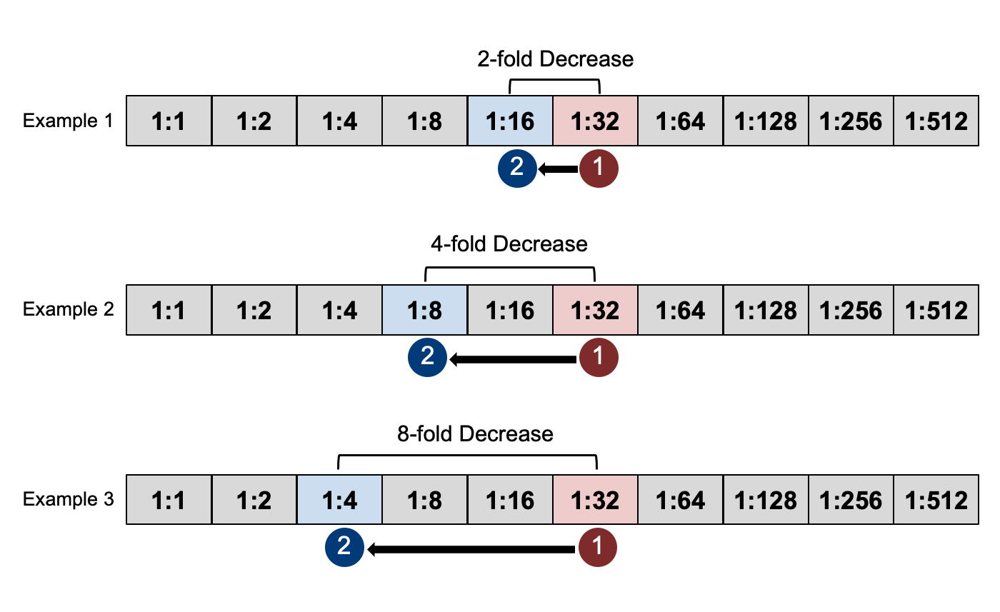 2-fold Decrease
Example 1 1:1 1:2 1:4 1:8 1:16 1:32 1:64 1:128 1:256 1:512
2 1
4-fold Decrease
Example 2 1:1 1:2 1:4 1:8 1:16 1:32 1:64 1:128 1:256 1:512
2 1
8-fold Decrease
Example 3 1:1 1:2 1:4 1:8 1:16 1:32 1:64 1:128 1:256 1:512
2 1